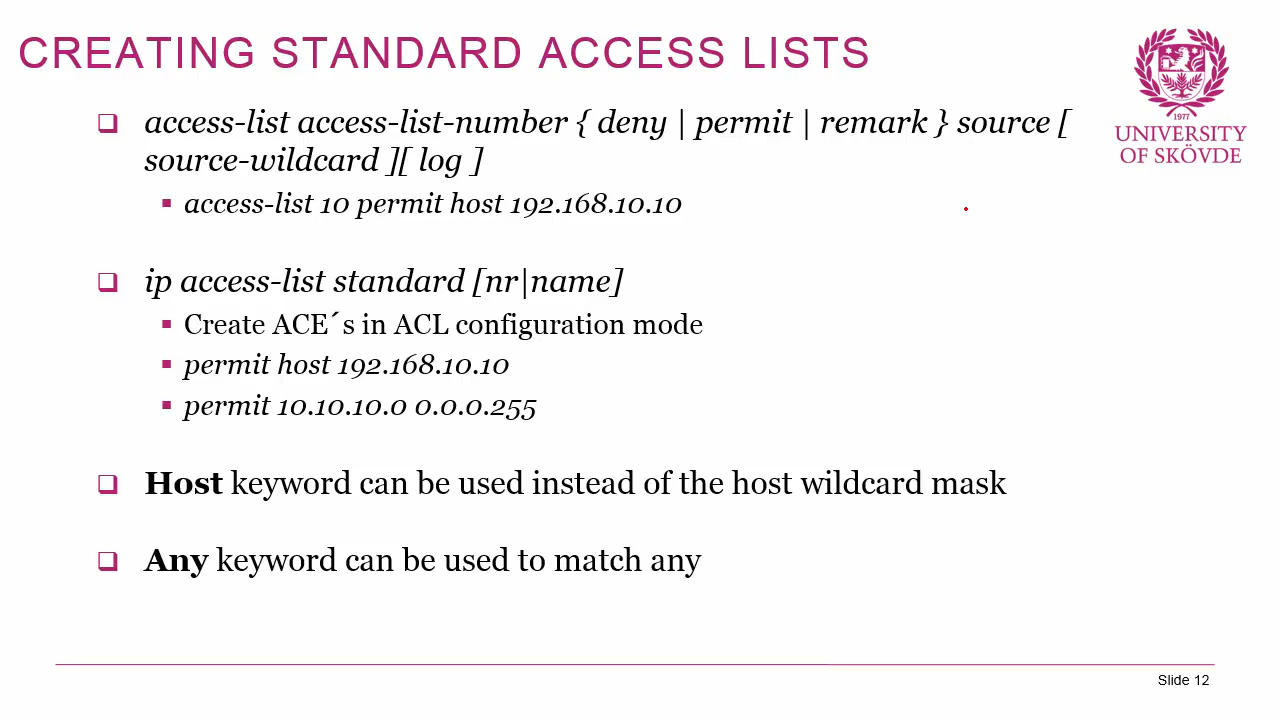 CREATING STANDARD ACCESS LISTS
1977
UNIVERSITY
OF SKÖVDE
access-list access-list-number { deny | permit | remark } source [
source-wildcard ][ log ]
access-list 10 permit host 192.168.10.10
ip access-list standard [nr|name]
Create ACE´s in ACL configuration mode
permit host 192.168.10.10
permit 10.10.10.0 0.0.0.255
Host keyword can be used instead of the host wildcard mask
Any keyword can be used to match any
Slide 12